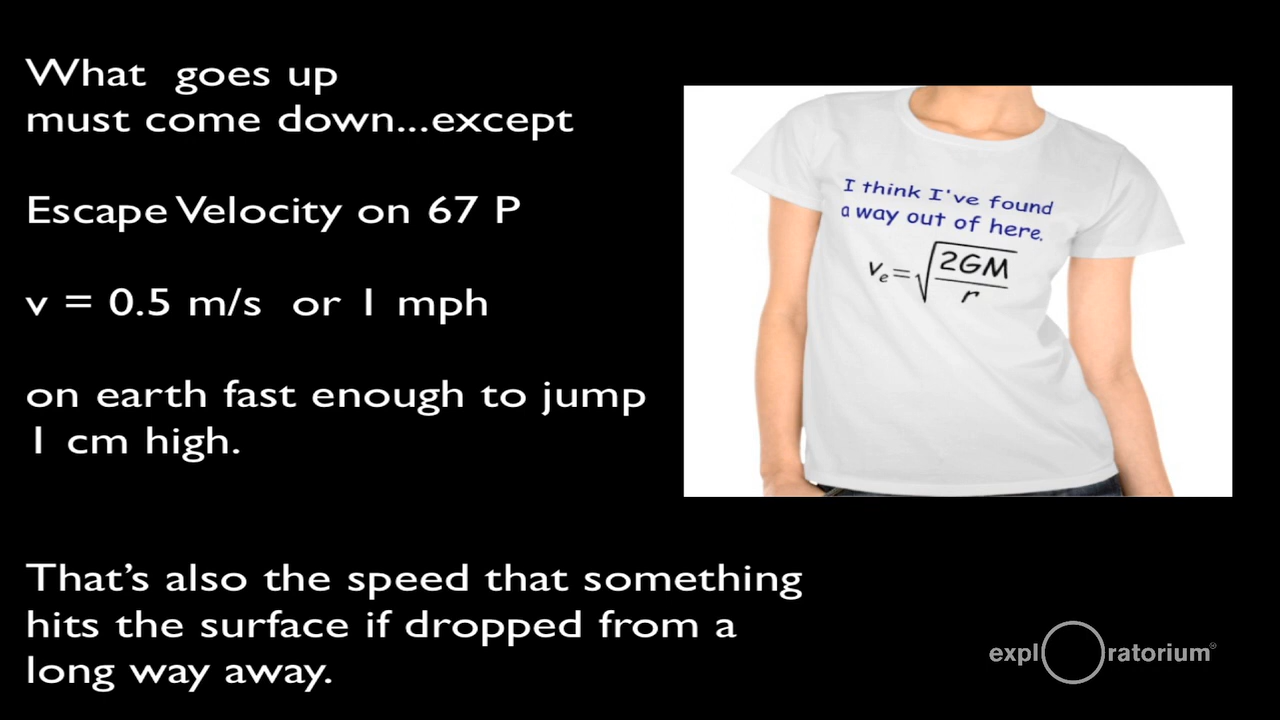 What goes up
must come down...except
Escape Velocity on 67 P
v = 0.5 m/s or 1 mph
on earth fast enough to jump
1 cm high.
That's also the speed that something
hits the surface if dropped from a
long way away.
I think I've found
a way out of here.
vₑ=√(2GM/r)
expl○ratorium®